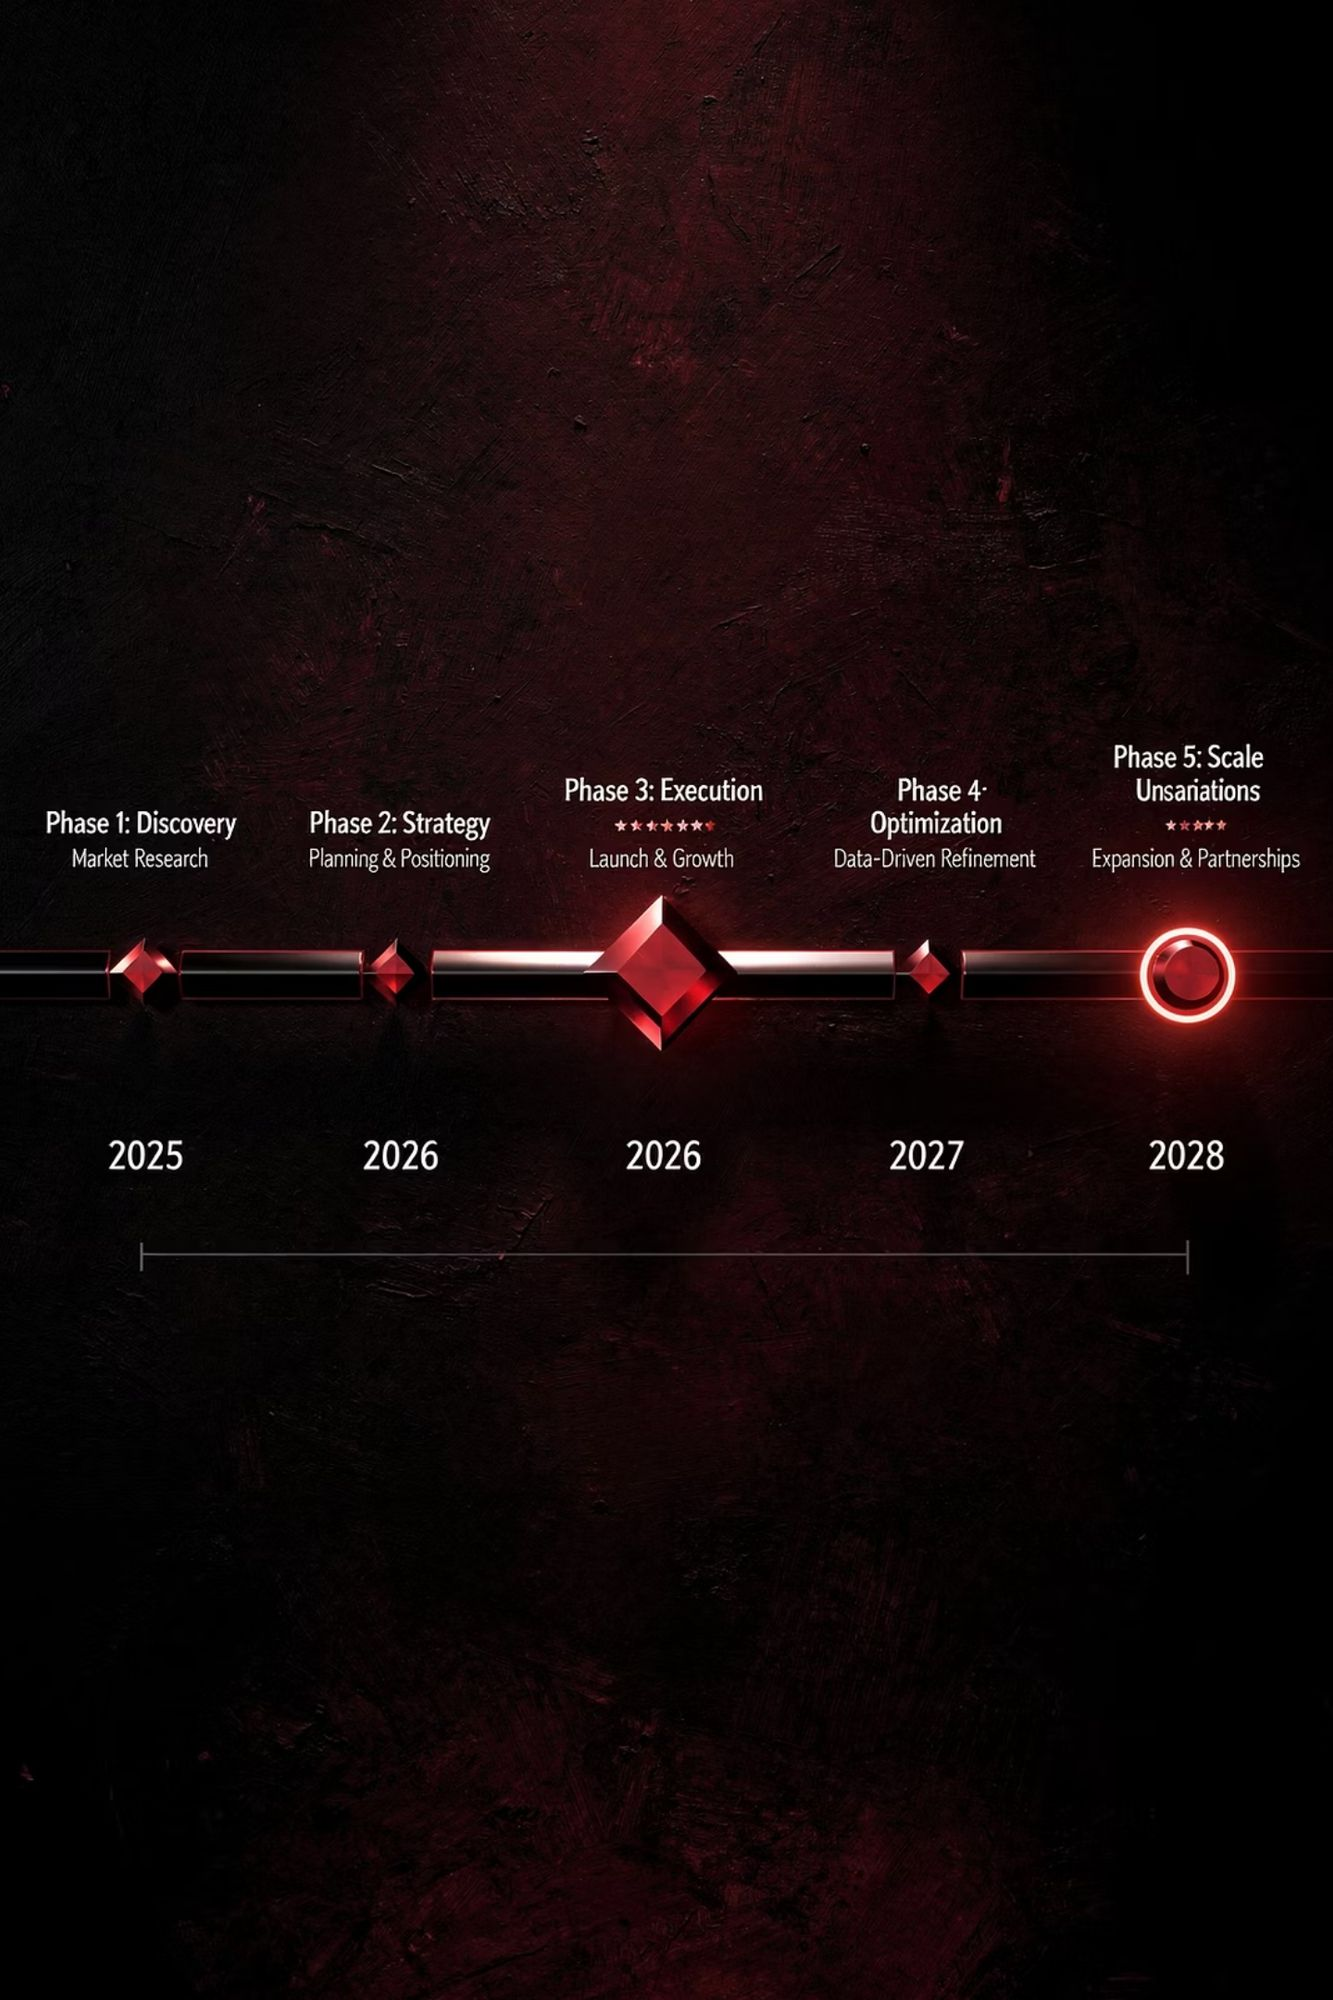 Phase 1: Discovery
Market Research
Phase 2: Strategy
Planning & Positioning
Phase 3: Execution
★★★★★★★
Launch & Growth
Phase 4·
Optimization
Data-Driven Refinement
Phase 5: Scale
Unsariations
★★★★★
Expansion & Partnerships
2025
2026
2026
2027
2028